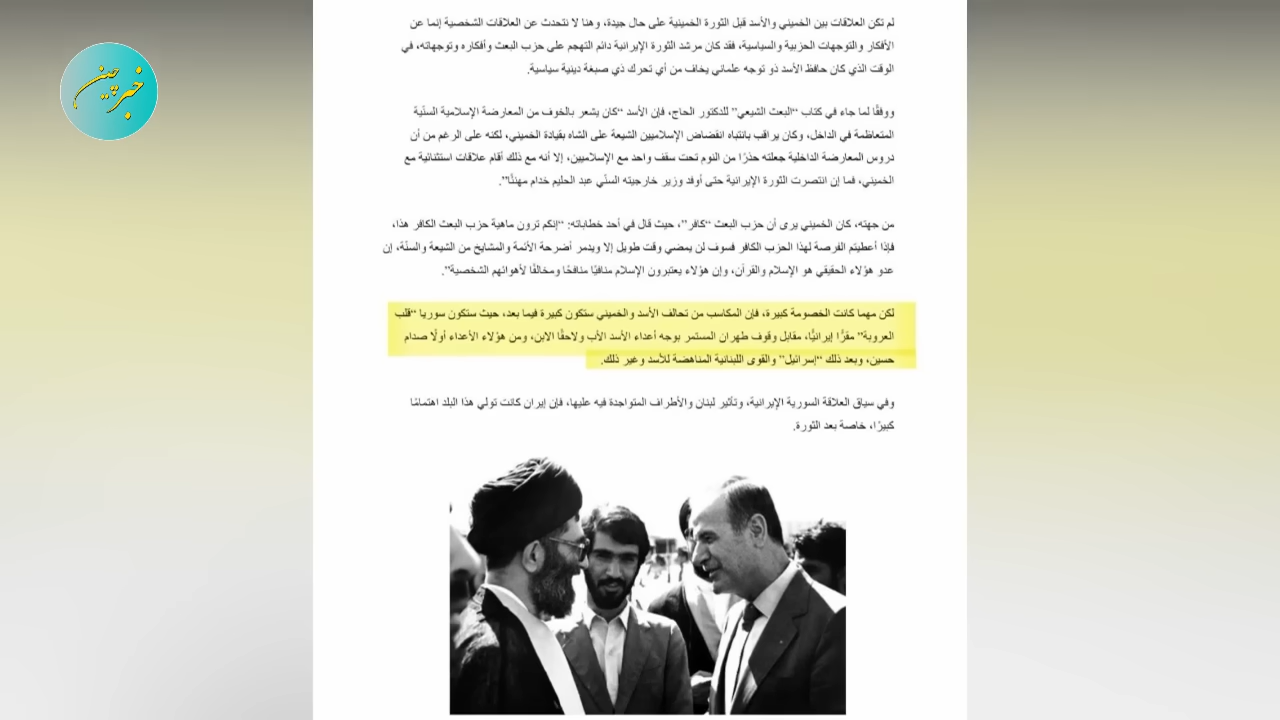 خبرچین
لم تكن العلاقات بين الخميني والأسد قبل الثورة الخمينية على حال جيدة، وهنا لا نتحدث عن العلاقات الشخصية إنما عن
الأفكار والتوجهات الحزبية والسياسية، فقد كان مرشد الثورة الإيرانية دائم التهجم على حزب البعث وأفكاره وتوجهاته، في
الوقت الذي كان حافظ الأسد ذو توجه علماني يخاف من أي تحرك ذي صبغة دينية سياسية.
ووفقًا لما جاء في كتاب “البعث الشيعي” للدكتور الحاج، فإن الأسد “كان يشعر بالخوف من المعارضة الإسلامية السنّية
المتعاظمة في الداخل، وكان يراقب بانتباه انقضاض الإسلاميين الشيعة على الشاه بقيادة الخميني، لكنه على الرغم من أن
دروس المعارضة الداخلية جعلته حذرًا من النوم تحت سقف واحد مع الإسلاميين، إلا أنه مع ذلك أقام علاقات استثنائية مع
الخميني، فما إن انتصرت الثورة الإيرانية حتى أوفد وزير خارجيته السنّي عبد الحليم خدام مهنئًا”.
من جهته، كان الخميني يرى أن حزب البعث “كافر”، حيث قال في أحد خطاباته: “إنكم ترون ماهية حزب البعث الكافر هذا،
فإذا أعطيتم الفرصة لهذا الحزب الكافر فسوف لن يمضي وقت طويل إلا ويدمر أضرحة الأئمة والمشايخ من الشيعة والسنّة، إن
عدو هؤلاء الحقيقي هو الإسلام والقرآن، وإن هؤلاء يعتبرون الإسلام منافيًا منافحًا ومخالفًا لأهوائهم الشخصية”.
لكن مهما كانت الخصومة كبيرة، فإن المكاسب من تحالف الأسد والخميني ستكون كبيرة فيما بعد، حيث ستكون سوريا “قلب
العروبة” مقرًّا إيرانيًّا، مقابل وقوف طهران المستمر بوجه أعداء الأسد الأب ولاحقًا الابن، ومن هؤلاء الأعداء أولًا صدام
حسين، وبعد ذلك “إسرائيل” والقوى اللبنانية المناهضة للأسد وغير ذلك.
وفي سياق العلاقة السورية الإيرانية، وتأثير لبنان والأطراف المتواجدة فيه عليها، فإن إيران كانت تولي هذا البلد اهتمامًا
كبيرًا، خاصة بعد الثورة.